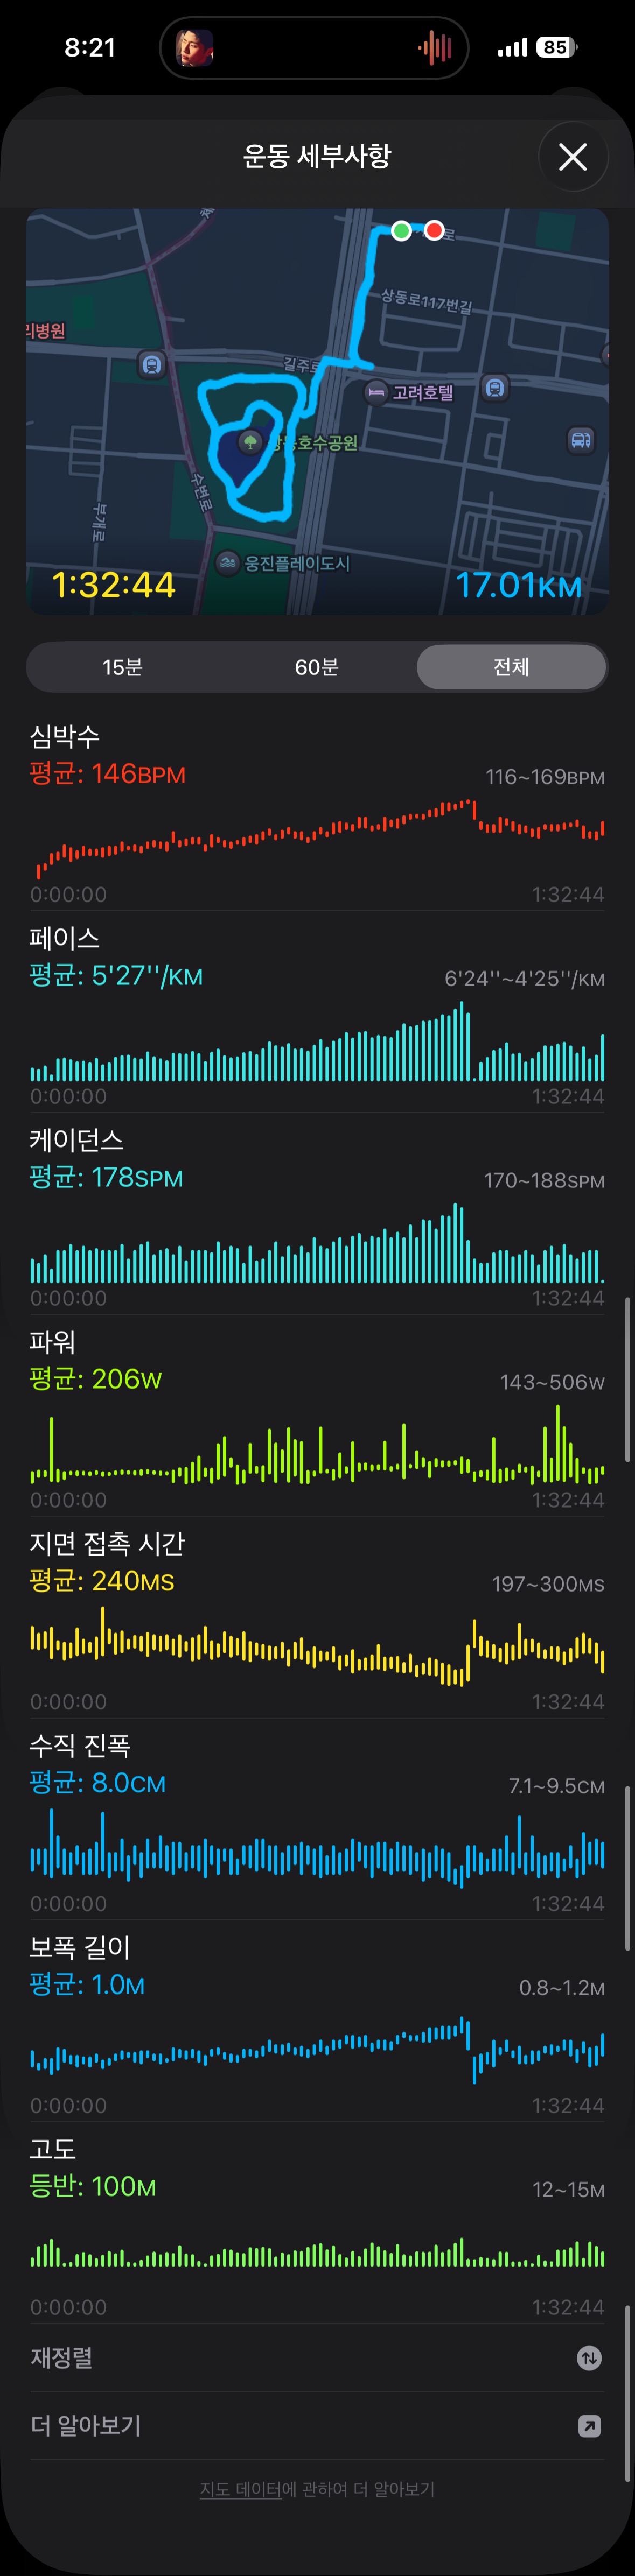 8:21
85
운동 세부사항
상동로117번길
리병원
길주로
고려호텔
상동호수공원
수변로
부개로
웅진플레이도시
1:32:44
17.01KM
15분
60분
전체
심박수
평균: 146BPM
116~169BPM
0:00:00
1:32:44
페이스
평균: 5'27''/KM
6'24''~4'25''/KM
0:00:00
1:32:44
케이던스
평균: 178SPM
170~188SPM
0:00:00
1:32:44
파워
평균: 206W
143~506W
0:00:00
1:32:44
지면 접촉 시간
평균: 240MS
197~300MS
0:00:00
1:32:44
수직 진폭
평균: 8.0CM
7.1~9.5CM
0:00:00
1:32:44
보폭 길이
평균: 1.0M
0.8~1.2M
0:00:00
1:32:44
고도
등반: 100M
12~15M
0:00:00
1:32:44
재정렬
더 알아보기
지도 데이터에 관하여 더 알아보기